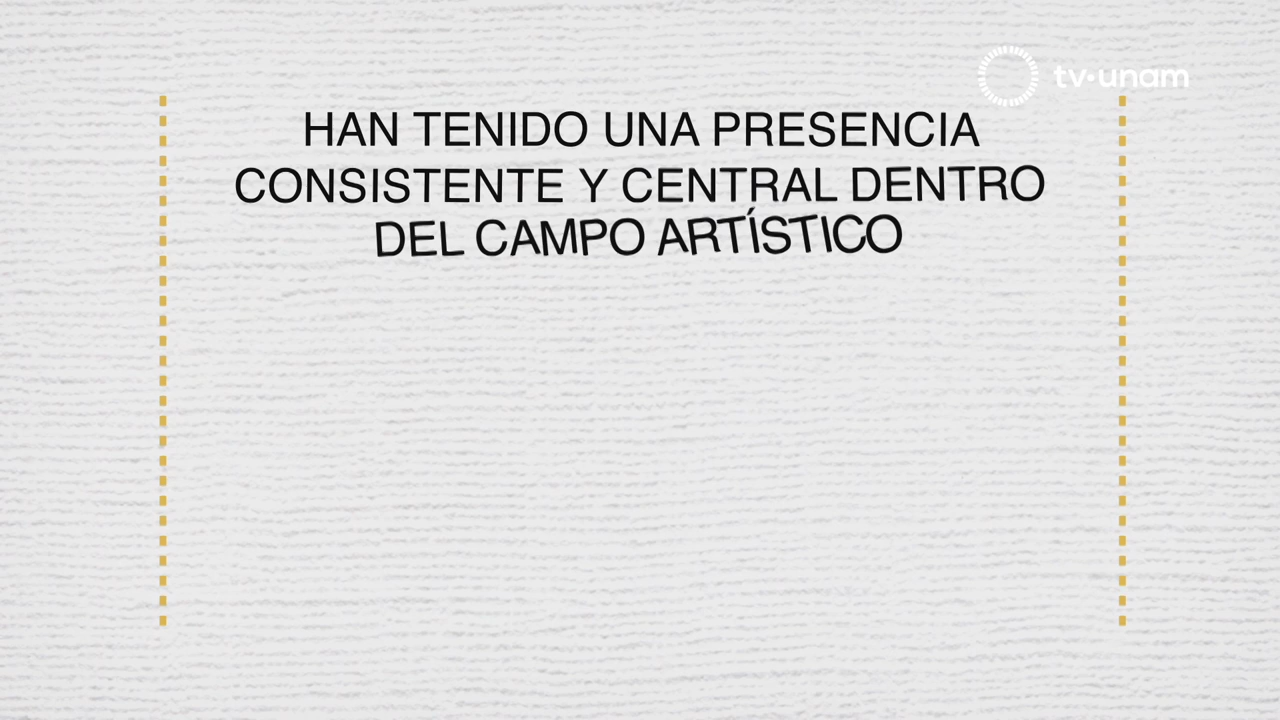 tv·unam
HAN TENIDO UNA PRESENCIA
CONSISTENTE Y CENTRAL DENTRO
DEL CAMPO ARTÍSTICO